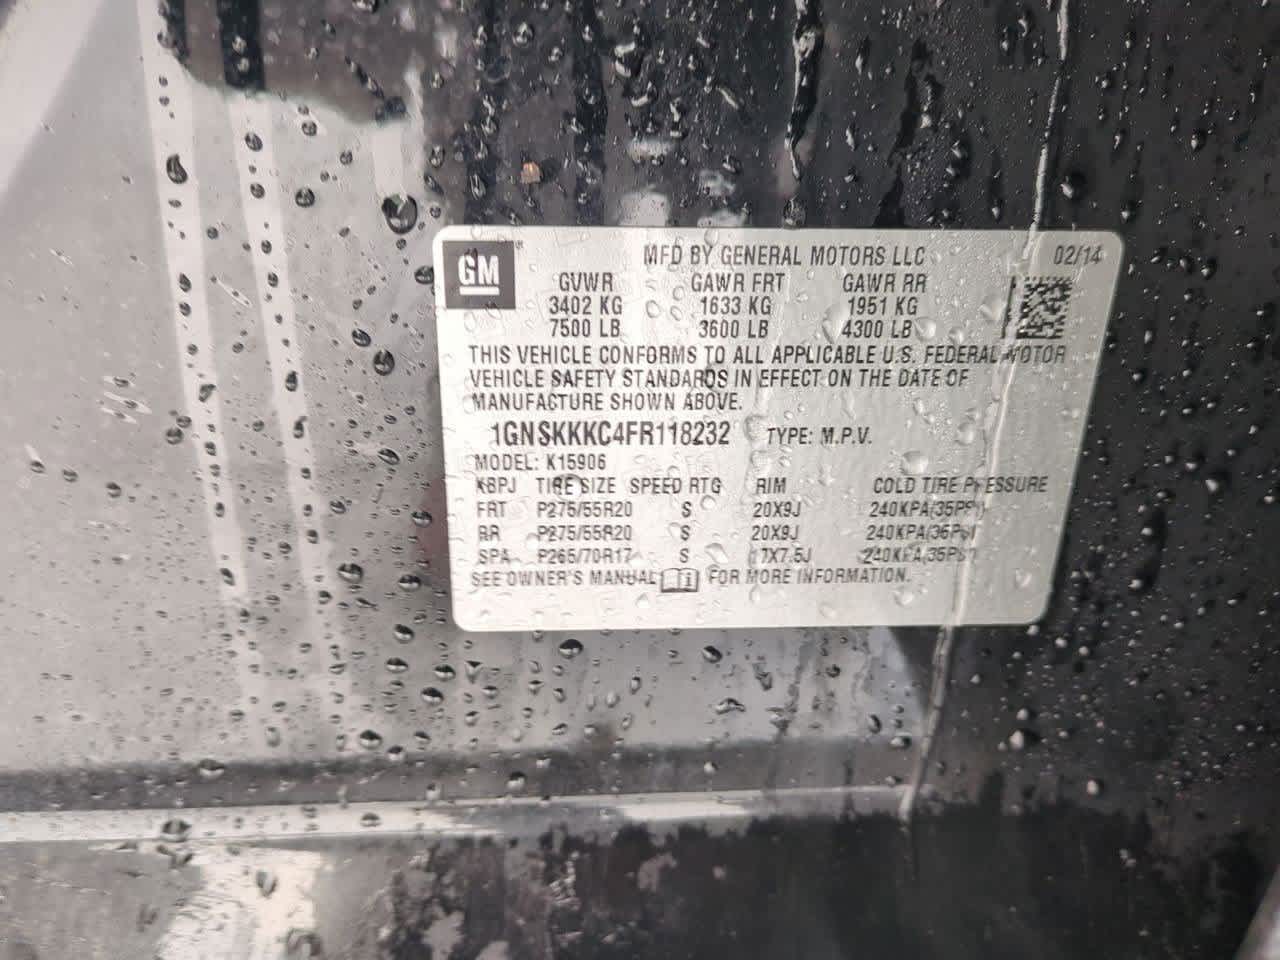 GM ® MFD BY GENERAL MOTORS LLC 02/14
GVWR GAWR FRT GAWR RR
3402 KG 1633 KG 1951 KG
7500 LB 3600 LB 4300 LB
THIS VEHICLE CONFORMS TO ALL APPLICABLE U.S. FEDERAL MOTOR
VEHICLE SAFETY STANDARDS IN EFFECT ON THE DATE OF
MANUFACTURE SHOWN ABOVE.
1GNSKKKC4FR118232 TYPE: M.P.V.
MODEL: K15906
KBPJ TIRE SIZE SPEED RTG RIM COLD TIRE PRESSURE
FRT P275/55R20 S 20X9J 240KPA(35PSI)
RR P275/55R20 S 20X9J 240KPA(35PSI)
SPA P265/70R17 S 17X7.5J 240KPA(35PSI)
SEE OWNER'S MANUAL FOR MORE INFORMATION.